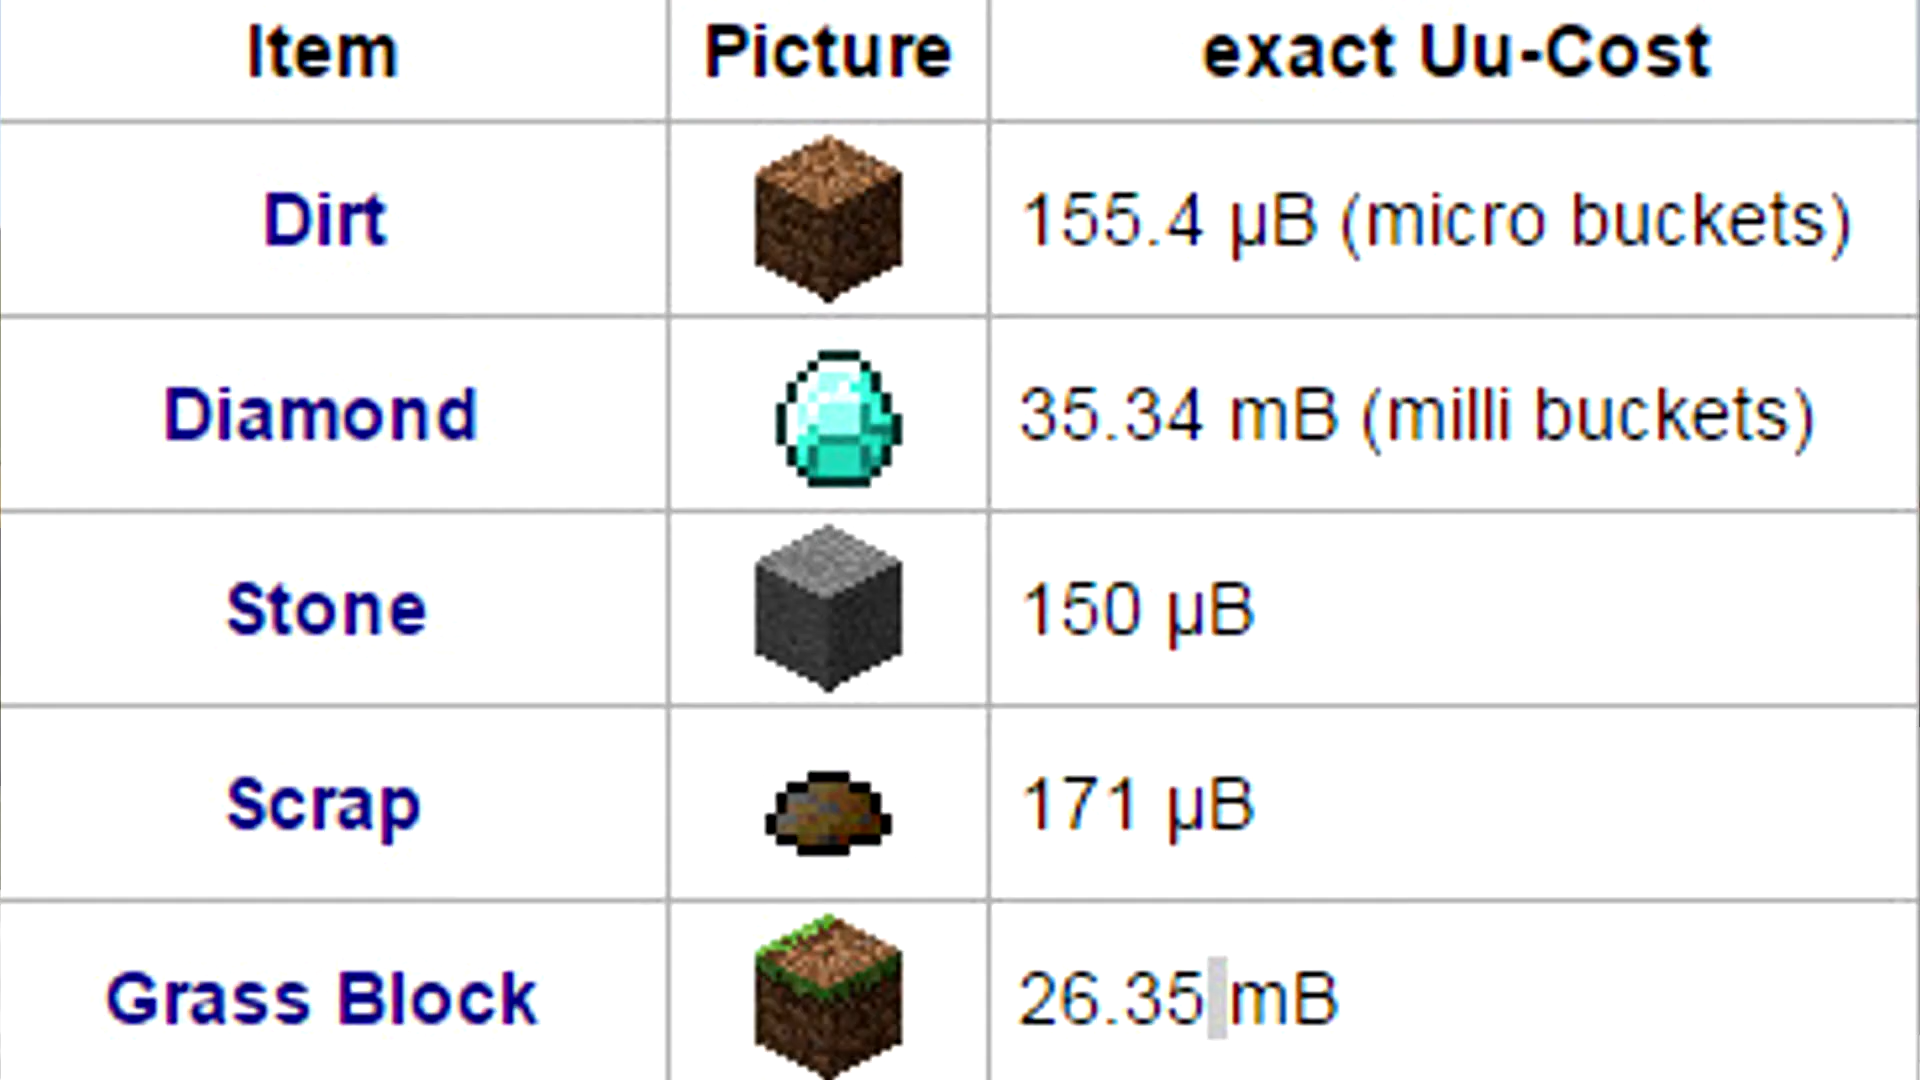 Item Picture exact Uu-Cost
Dirt 155.4 µB (micro buckets)
Diamond 35.34 mB (milli buckets)
Stone 150 µB
Scrap 171 µB
Grass Block 26.35 mB